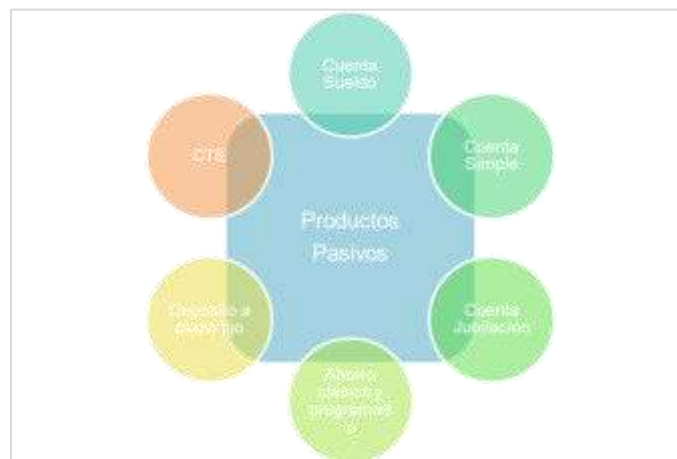 Cuenta
Sueldo
CTS
Cuenta
Simple
Productos
Pasivos
Depósito a
plazo fijo
Cuenta
Jubilación
Ahorro
programad
o